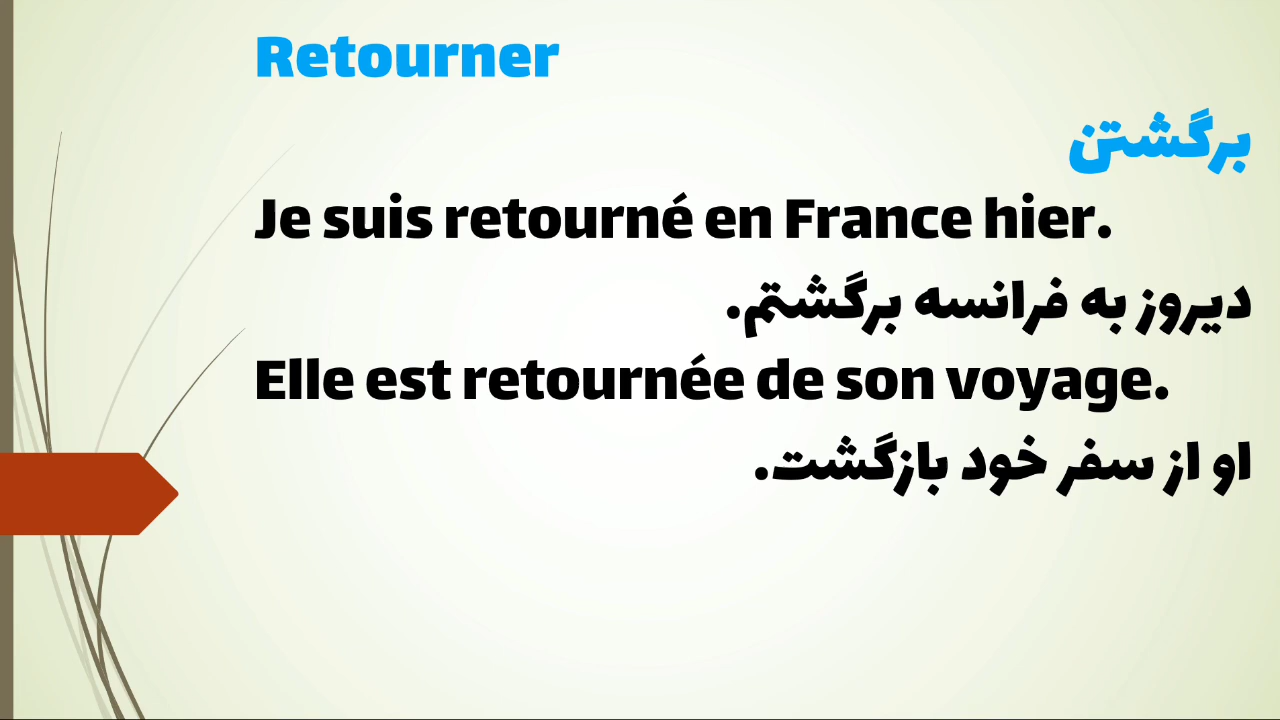 Retourner
برگشتن
Je suis retourné en France hier.
دیروز به فرانسه برگشتم.
Elle est retournée de son voyage.
او از سفر خود بازگشت.